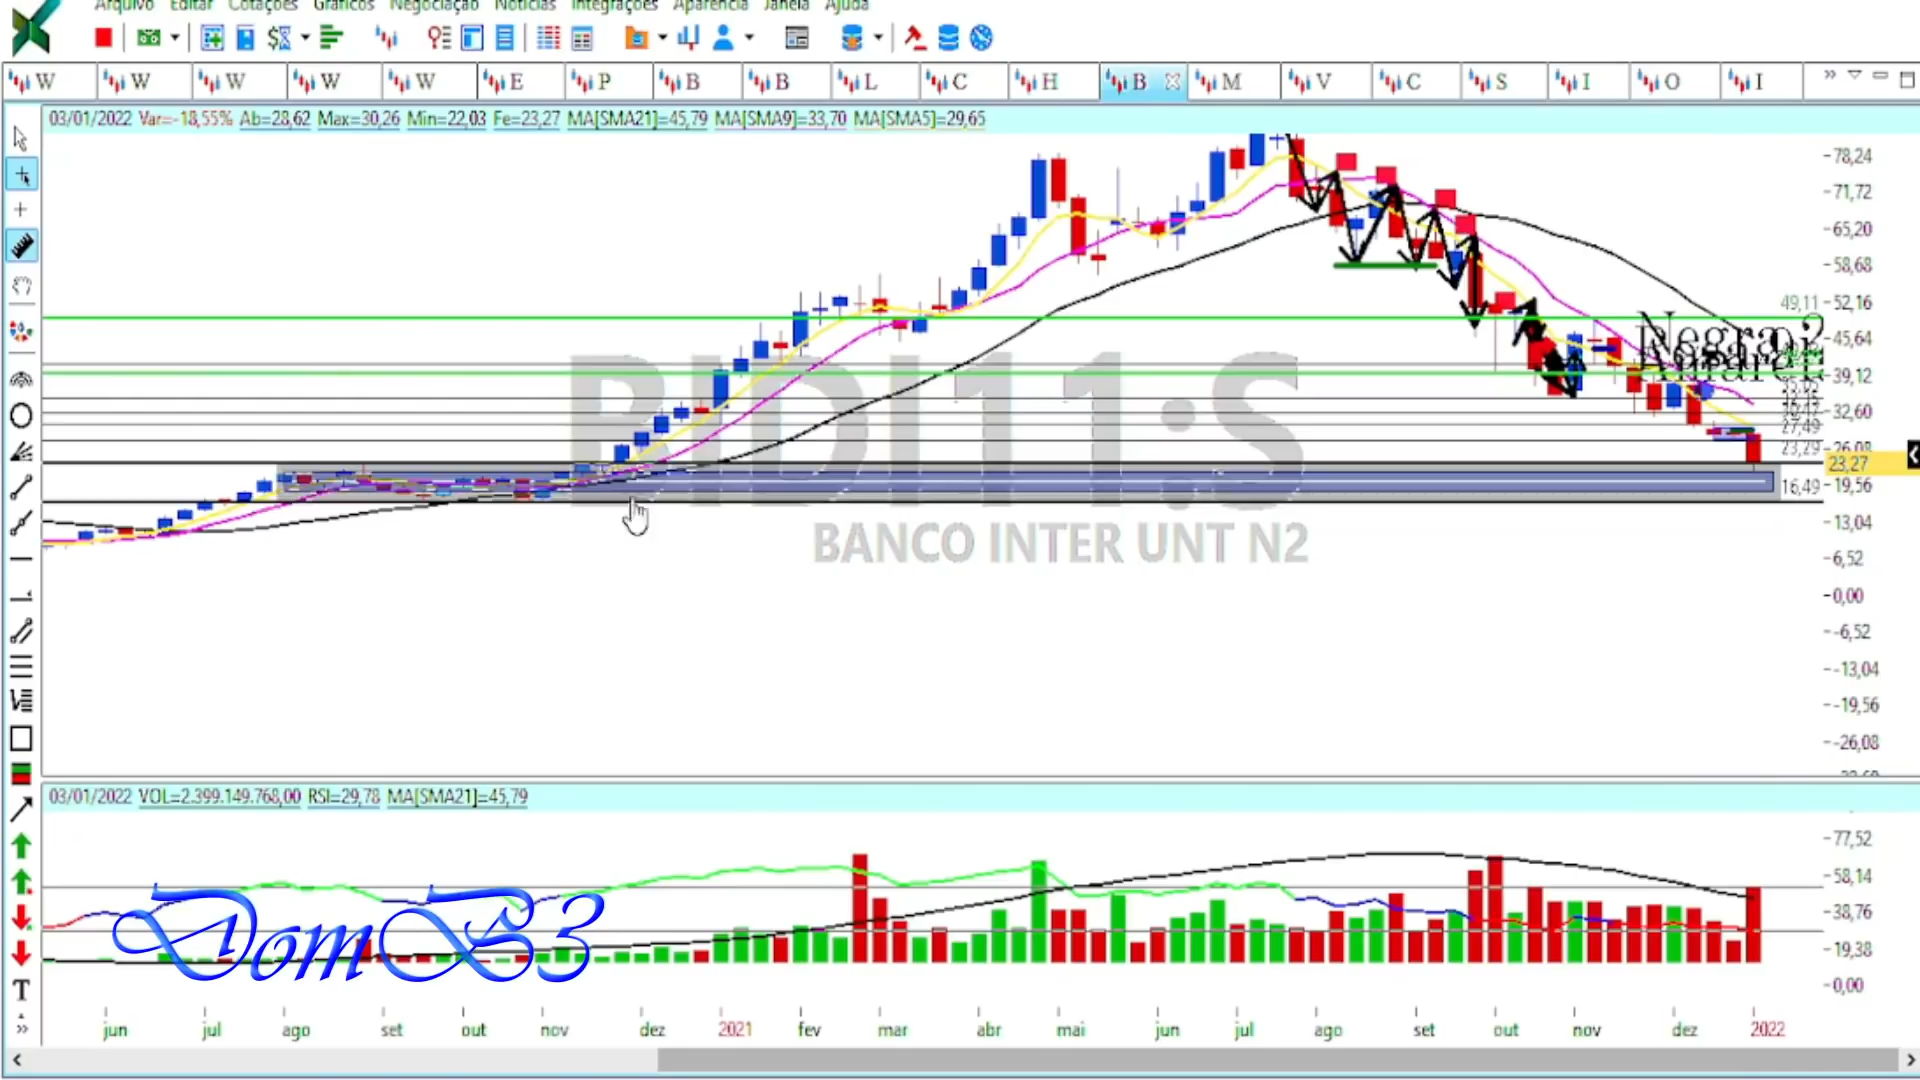 Arquivo Editar Cotações Gráficos Negociação Notícias Integrações Aparência Janela Ajuda
W W W W W E P B B L C H B M V C S I O I
03/01/2022 Var=-18,55% Ab=28,62 Max=30,26 Min=22,03 Fe=23,27 MA[SMA21]=45,79 MA[SMA9]=33,70 MA[SMA5]=29,65
78,24
71,72
65,20
58,68
49,11 52,16
45,64
39,12
32,60
27,49
23,29 26,08
23,27
16,49 19,56
13,04
6,52
0,00
-6,52
-13,04
-19,56
-26,08
BIDI11:S
BANCO INTER UNT N2
03/01/2022 VOL=2.399.149.768,00 RSI=29,78 MA[SMA21]=45,79
77,52
58,14
38,76
19,38
0,00
DomB3
T
jun jul ago set out nov dez 2021 fev mar abr mai jun jul ago set out nov dez 2022